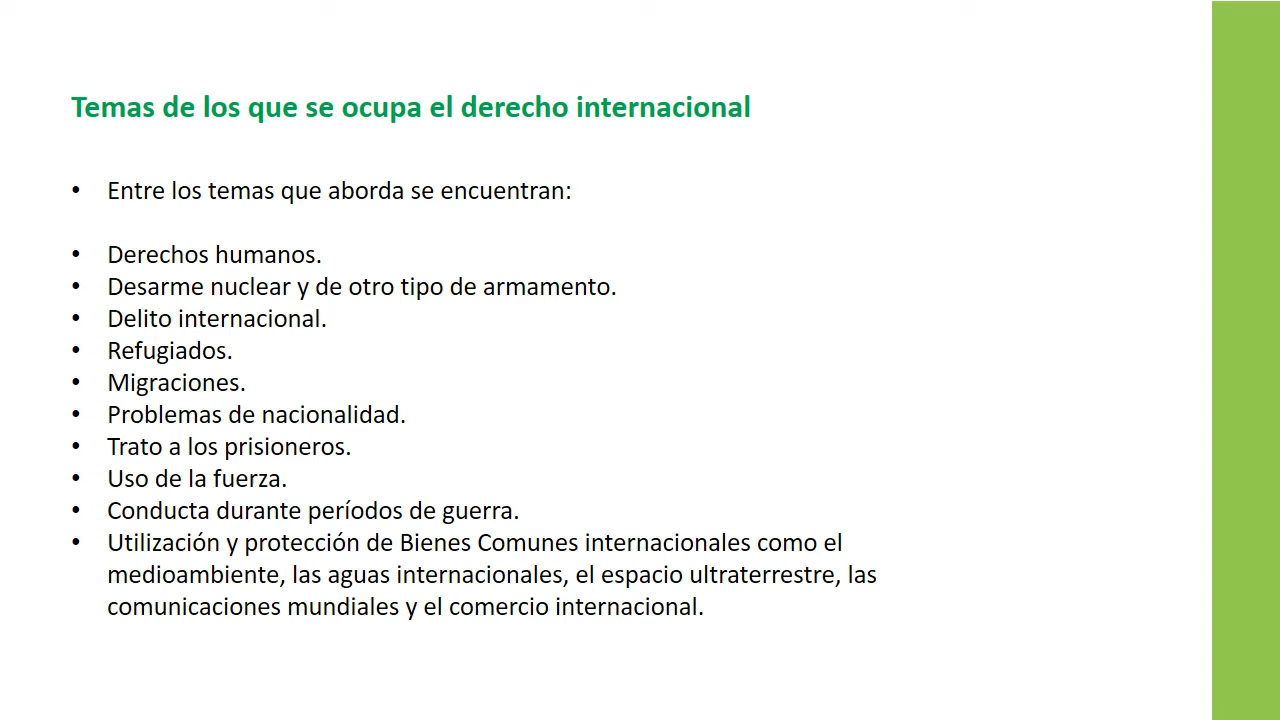 Temas de los que se ocupa el derecho internacional
• Entre los temas que aborda se encuentran:
• Derechos humanos.
• Desarme nuclear y de otro tipo de armamento.
• Delito internacional.
• Refugiados.
• Migraciones.
• Problemas de nacionalidad.
• Trato a los prisioneros.
• Uso de la fuerza.
• Conducta durante períodos de guerra.
• Utilización y protección de Bienes Comunes internacionales como el
medioambiente, las aguas internacionales, el espacio ultraterrestre, las
comunicaciones mundiales y el comercio internacional.